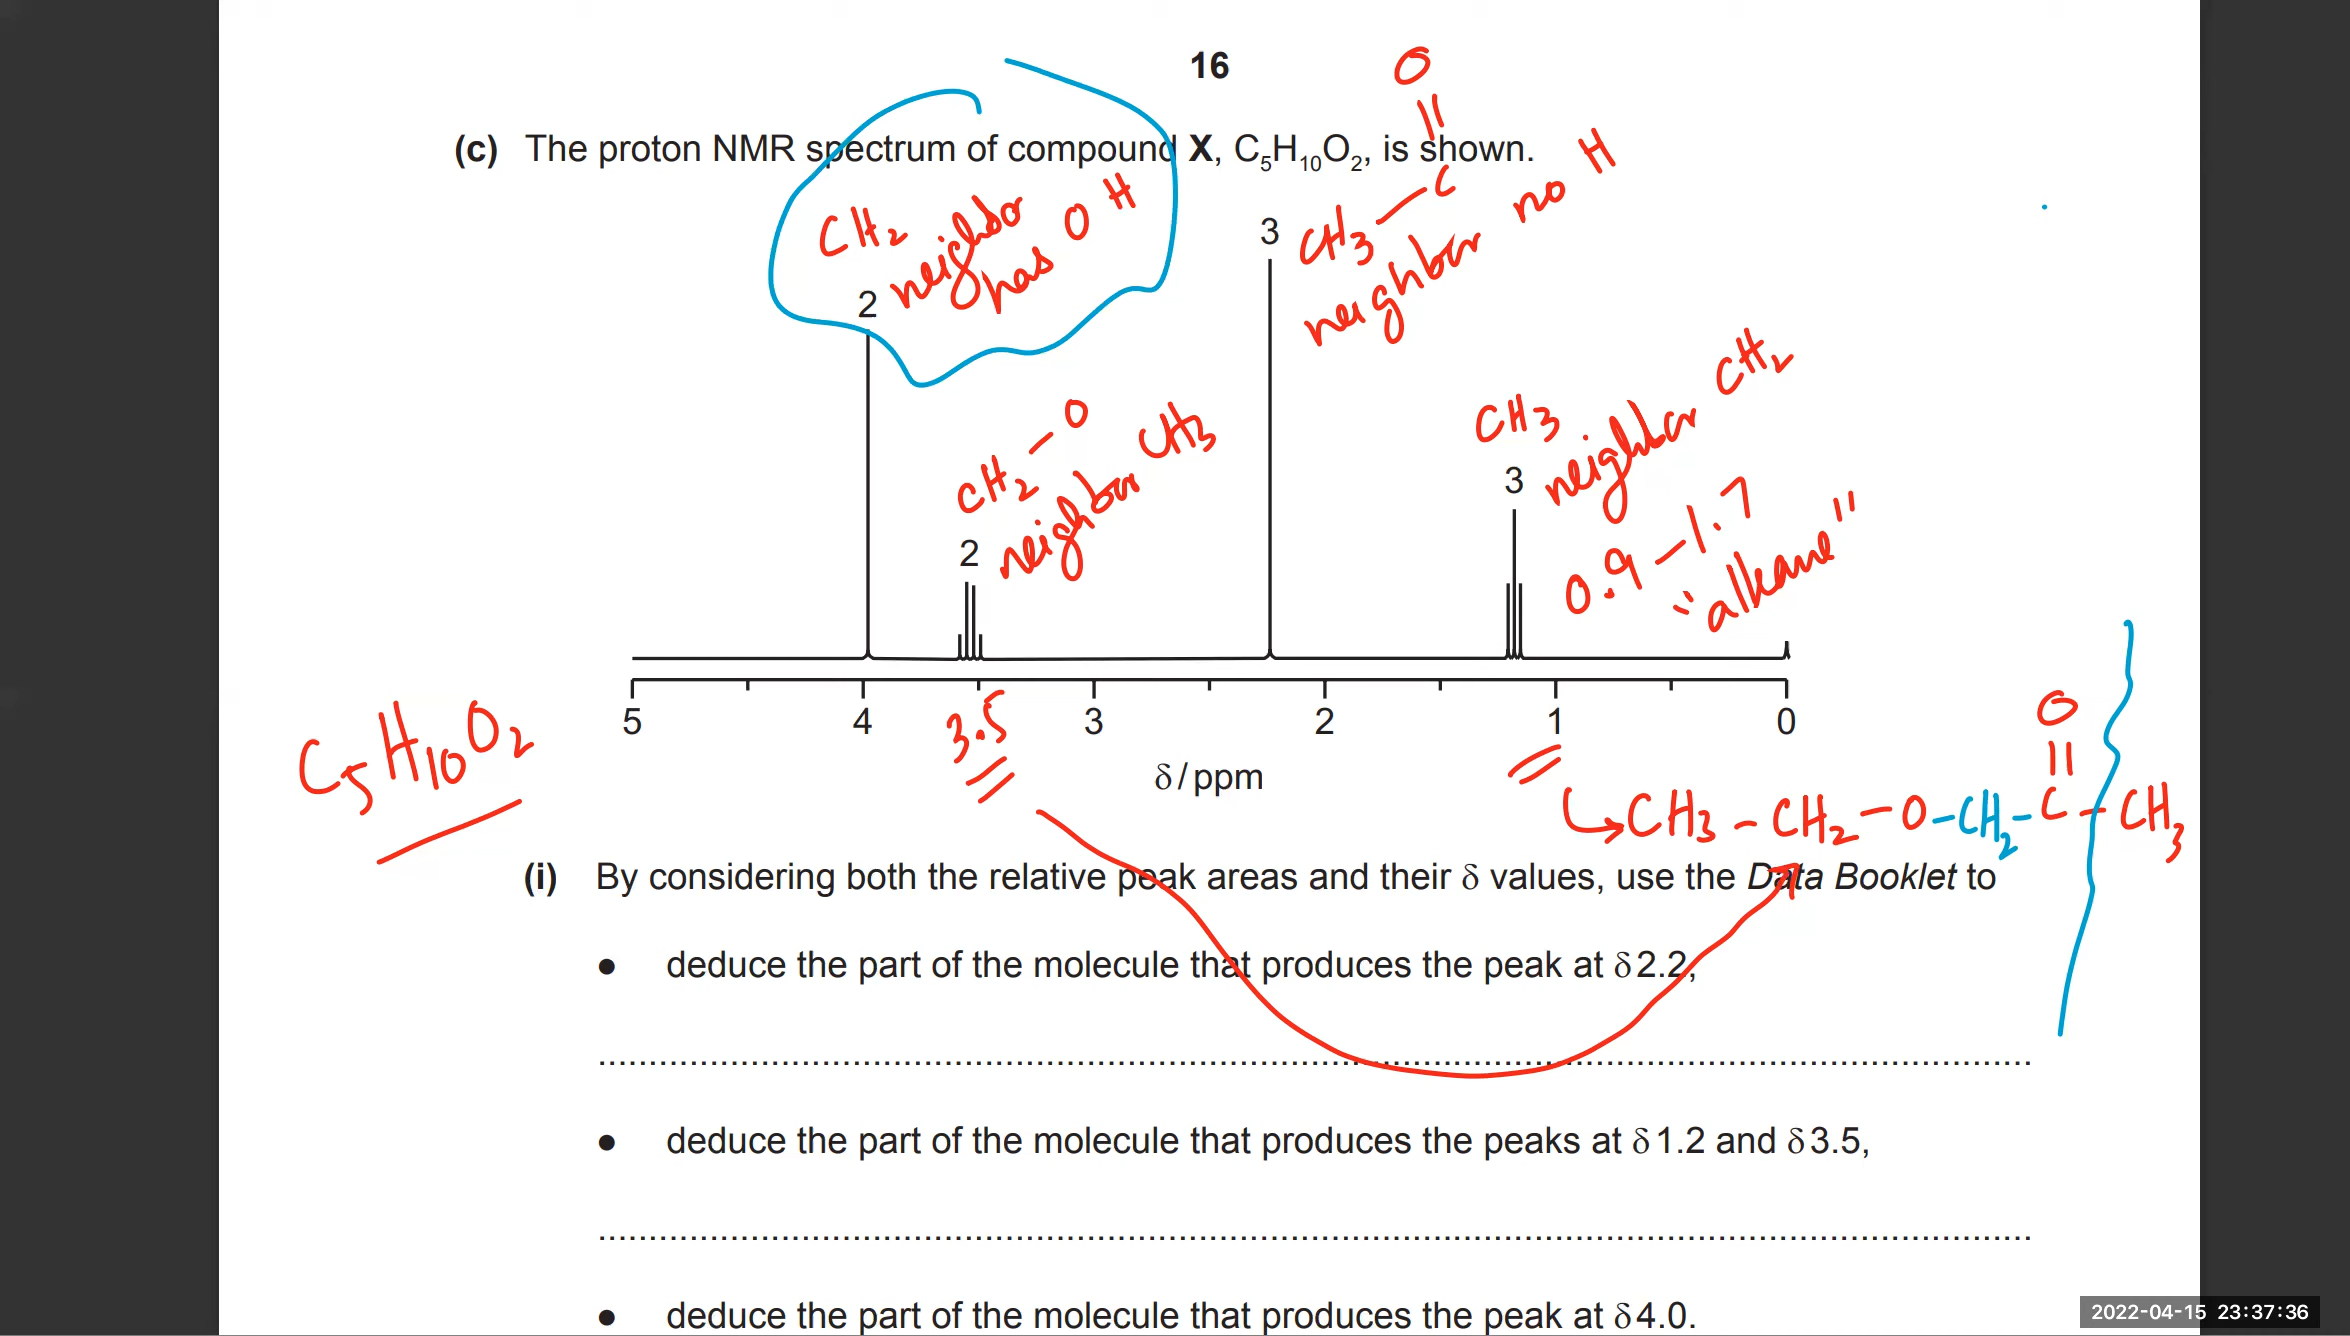 16
(c) The proton NMR spectrum of compound X, C5H10O2, is shown.
O
||
CH3 — C
neighbor no H
CH2
neighbor
has O H
2
3
CH2 — O
neighbor CH3
2
CH3
neighbor CH2
3
0.9 — 1.7
"alkane"
5 4 3 2 1 0
3.5
δ / ppm
C5H10O2
O
||
CH3 - CH2 - O - CH2 - C - CH3
(i) By considering both the relative peak areas and their δ values, use the Data Booklet to
● deduce the part of the molecule that produces the peak at δ 2.2,
● deduce the part of the molecule that produces the peaks at δ 1.2 and δ 3.5,
● deduce the part of the molecule that produces the peak at δ 4.0.
2022-04-15 23:37:36